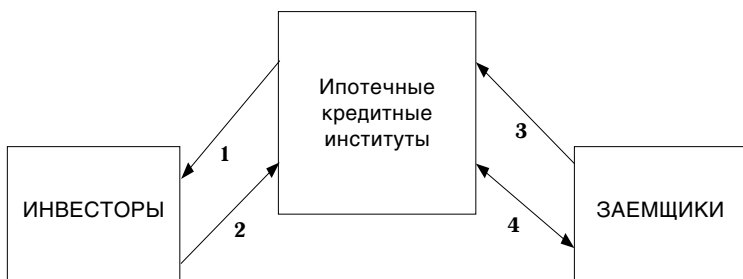 Ипотечные
кредитные
институты
1
3
ИНВЕСТОРЫ
ЗАЕМЩИКИ
2
4